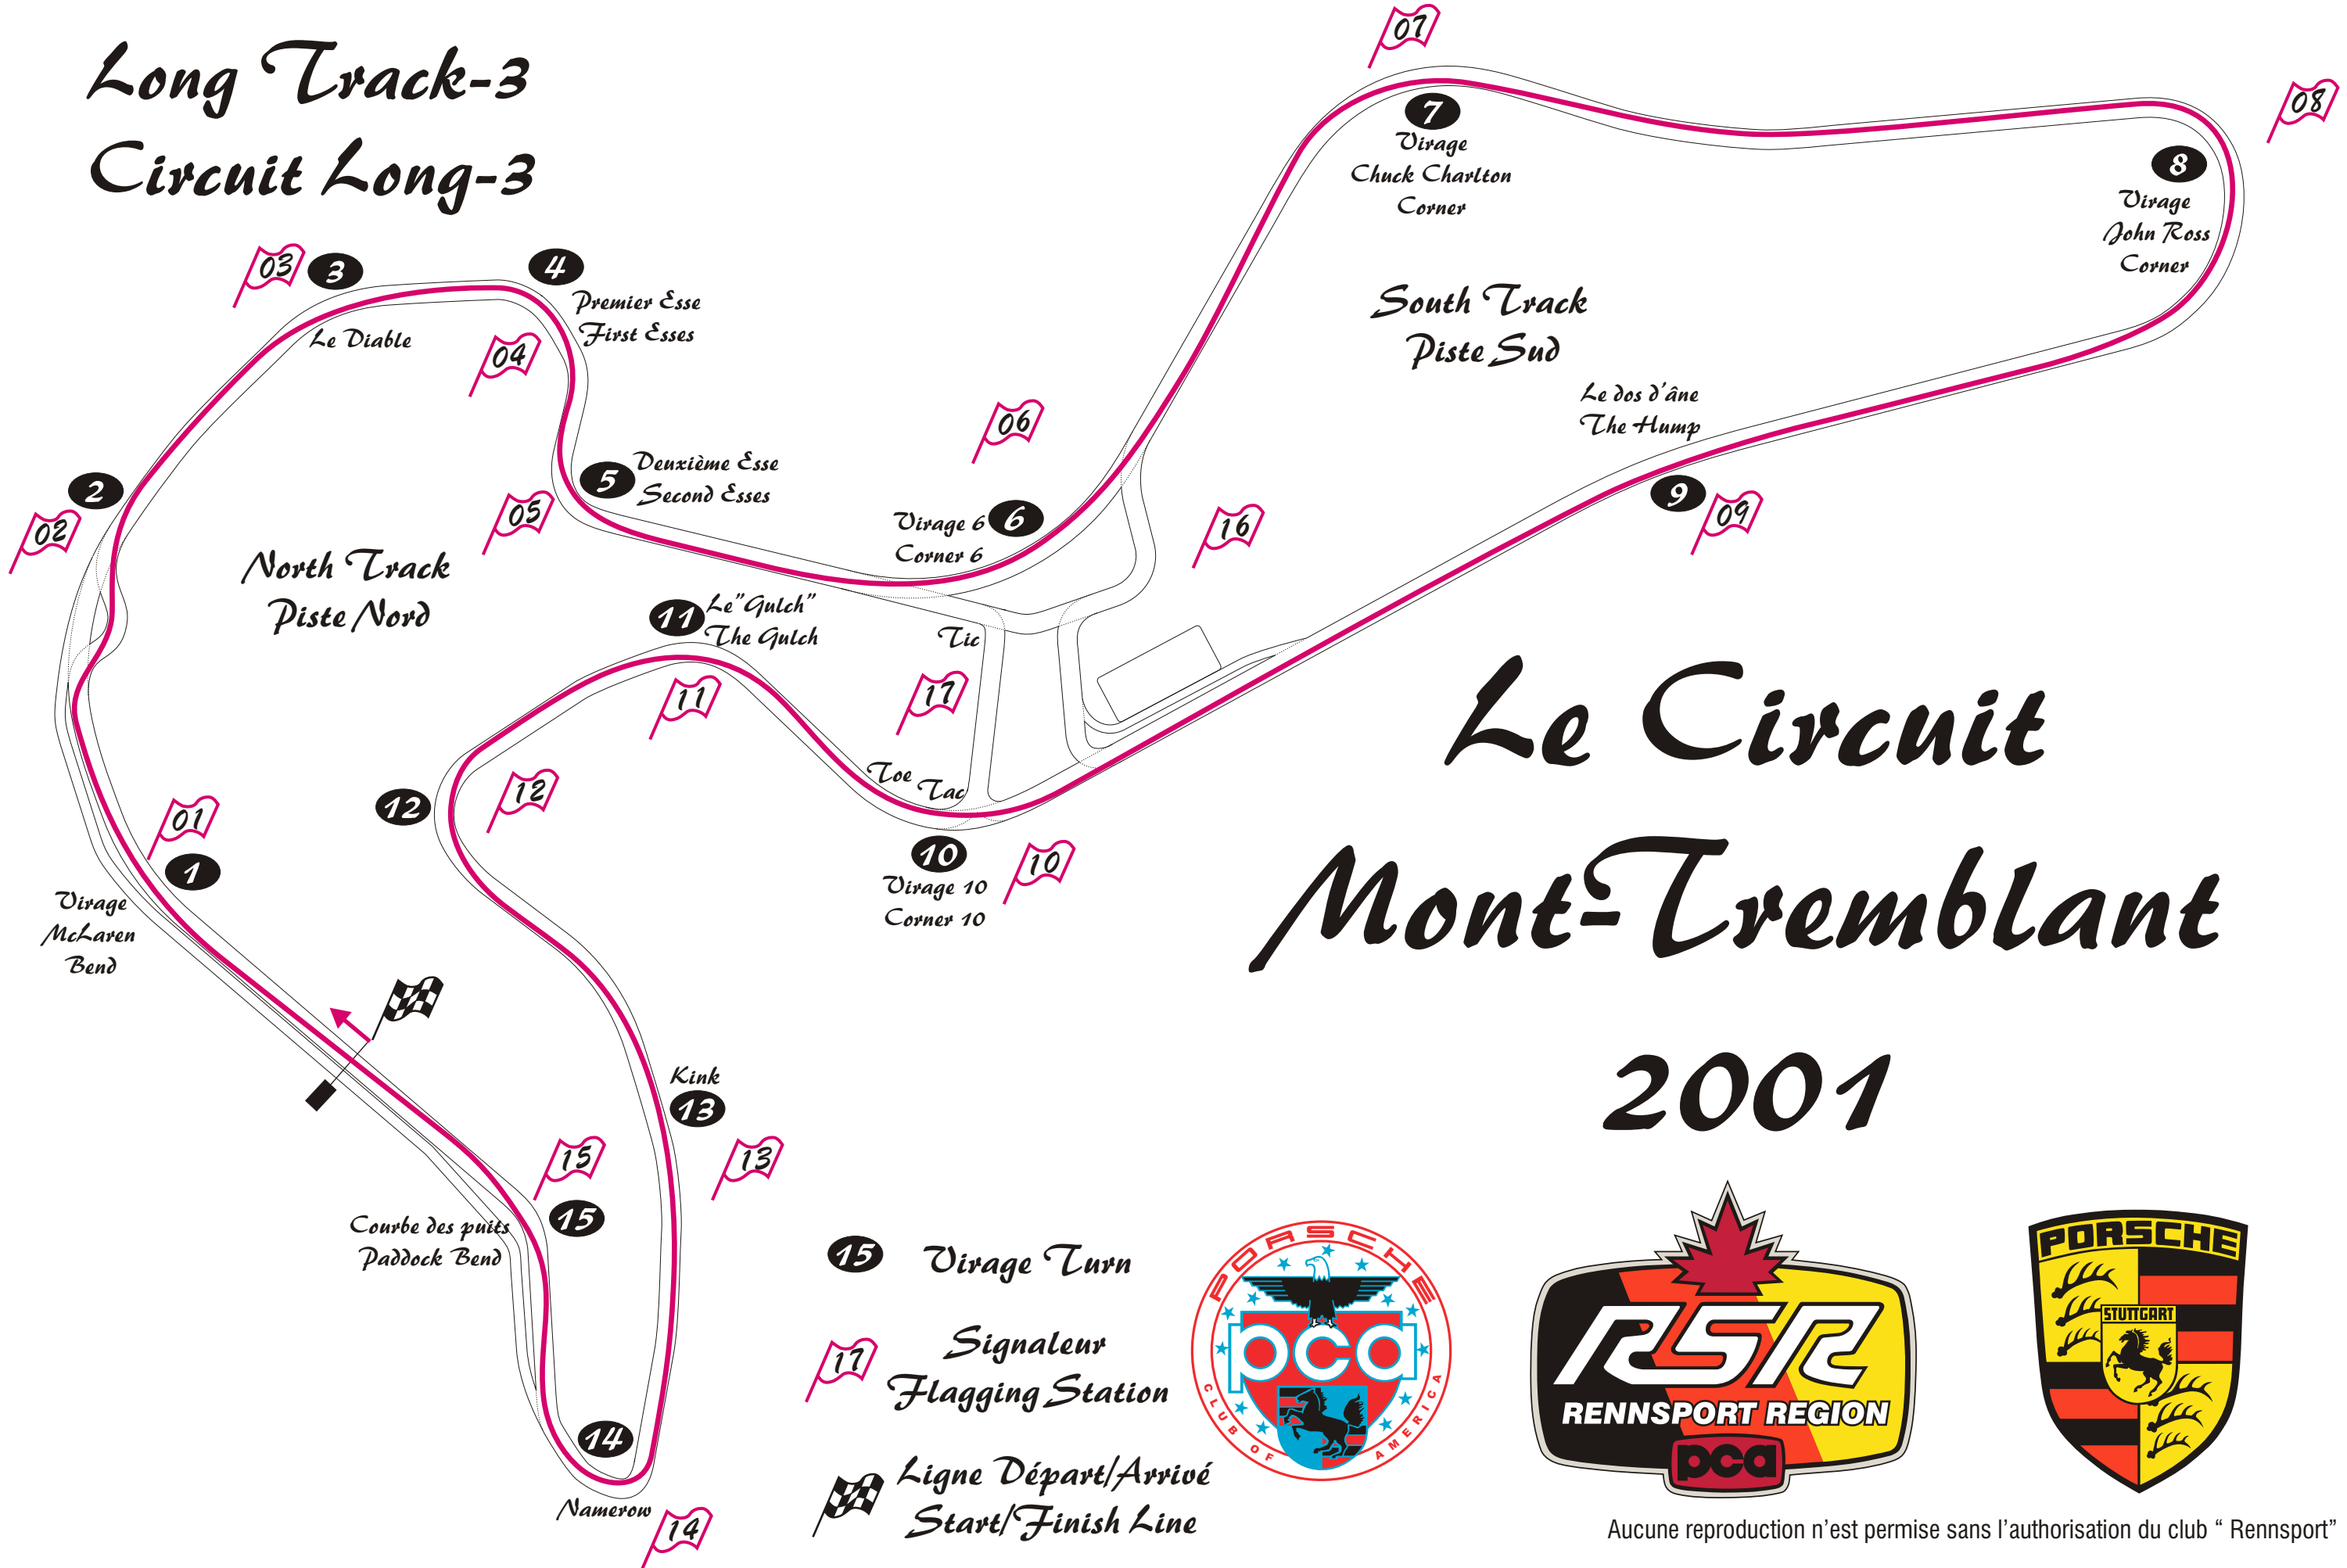 Long Track-3
Circuit Long-3
07
08
7
Virage
Chuck Charlton
Corner
8
Virage
John Ross
Corner
03
3
4
Premier Esse
First Esses
Le Diable
04
South Track
Piste Sud
Le dos d'âne
The Hump
06
2
02
5
Deuxième Esse
Second Esses
05
Virage 6
Corner 6
6
16
9
09
North Track
Piste Nord
11
Le"Gulch"
The Gulch
Tic
11
17
Toe
Tac
12
12
01
1
10
Virage 10
Corner 10
10
Virage
McLaren
Bend
Le Circuit
Mont-Tremblant
2001
Kink
13
13
15
15
Courbe des puits
Paddock Bend
14
Namerow
14
15
Virage Turn
17
Signaleur
Flagging Station
Ligne Départ/Arrivé
Start/Finish Line
PORSCHE
pca
CLUB OF AMERICA
RSR
RENNSPORT REGION
pca
PORSCHE
STUTTGART
Aucune reproduction n'est permise sans l'authorisation du club “ Rennsport”